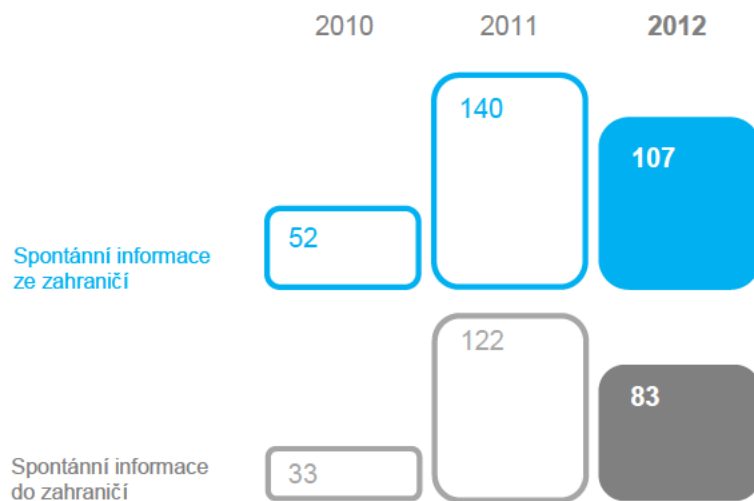 2010 2011 2012
140
107
52
Spontánní informace
ze zahraničí
122
83
33
Spontánní informace
do zahraničí